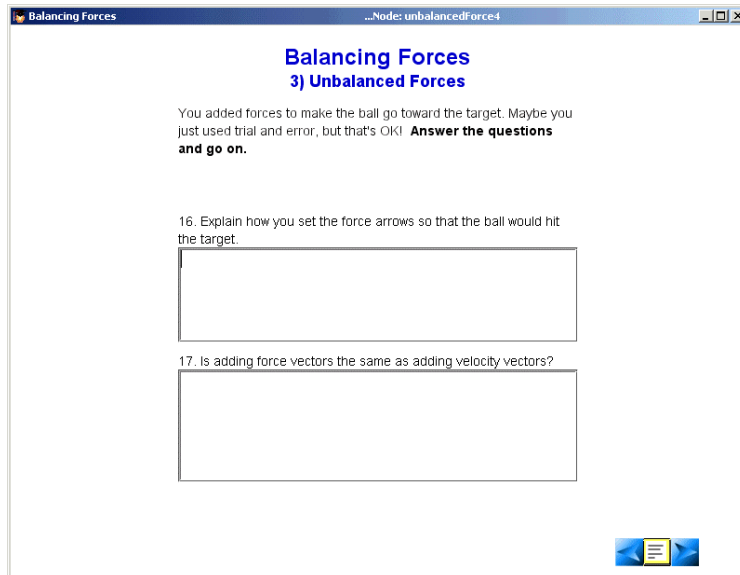 Balancing Forces ...Node: unbalancedForce4
Balancing Forces
3) Unbalanced Forces
You added forces to make the ball go toward the target. Maybe you
just used trial and error, but that's OK! Answer the questions
and go on.
16. Explain how you set the force arrows so that the ball would hit
the target.
17. Is adding force vectors the same as adding velocity vectors?